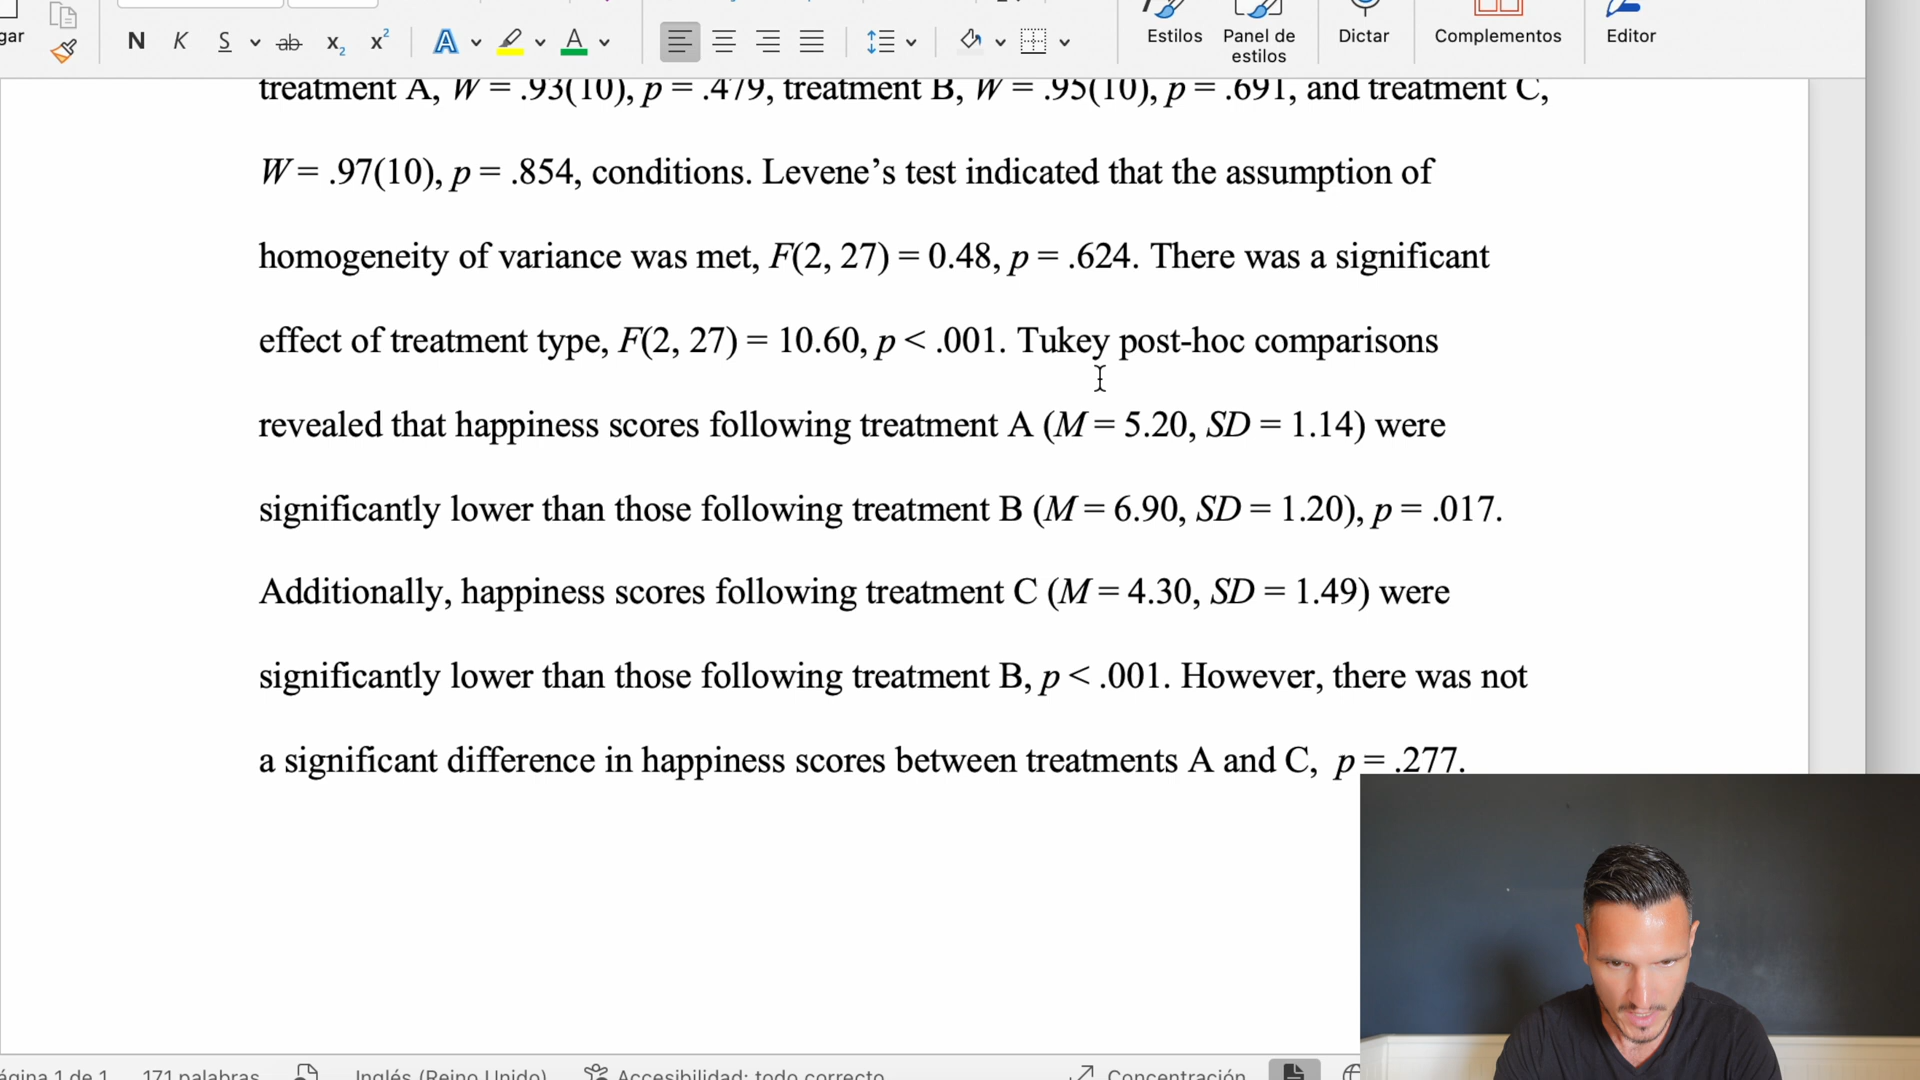 gar
N K S ab x₂ x² A A
Estilos
Panel de
estilos
Dictar
Complementos
Editor
treatment A, W = .93(10), p = .479, treatment B, W = .95(10), p = .691, and treatment C,
W = .97(10), p = .854, conditions. Levene’s test indicated that the assumption of
homogeneity of variance was met, F(2, 27) = 0.48, p = .624. There was a significant
effect of treatment type, F(2, 27) = 10.60, p < .001. Tukey post-hoc comparisons
revealed that happiness scores following treatment A (M = 5.20, SD = 1.14) were
significantly lower than those following treatment B (M = 6.90, SD = 1.20), p = .017.
Additionally, happiness scores following treatment C (M = 4.30, SD = 1.49) were
significantly lower than those following treatment B, p < .001. However, there was not
a significant difference in happiness scores between treatments A and C, p = .277.
ágina 1 de 1 171 palabras Inglés (Reino Unido) Accesibilidad: todo correcto Concentración